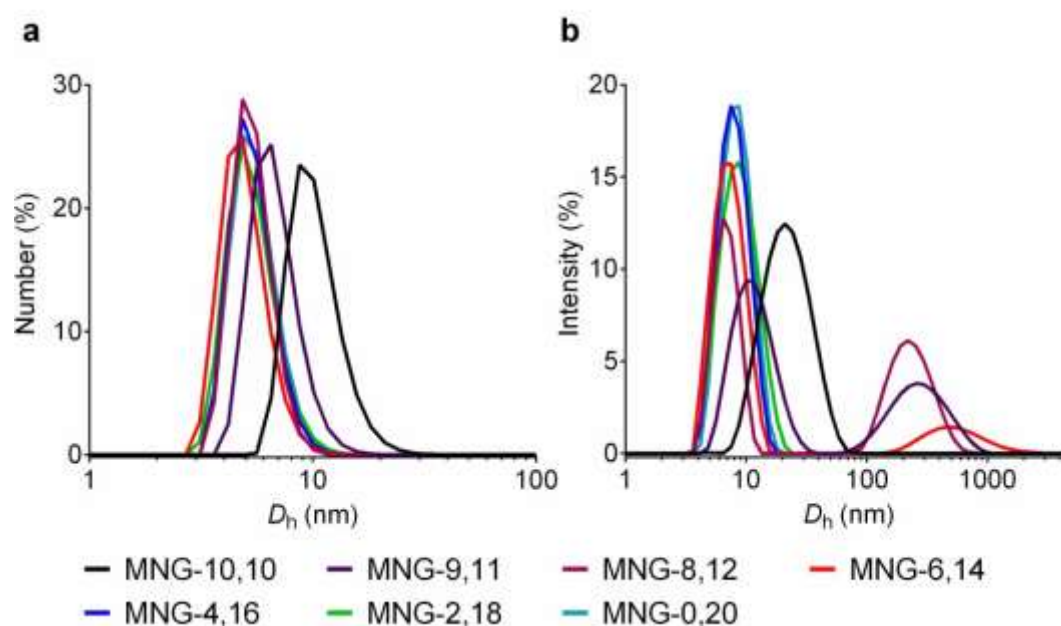 a
30
20
10
0
1
10
100
Number (%)
Dh (nm)
b
20
15
10
5
0
1
10
100
1000
Intensity (%)
Dh (nm)
MNG-10,10 MNG-9,11 MNG-8,12 MNG-6,14
MNG-4,16 MNG-2,18 MNG-0,20